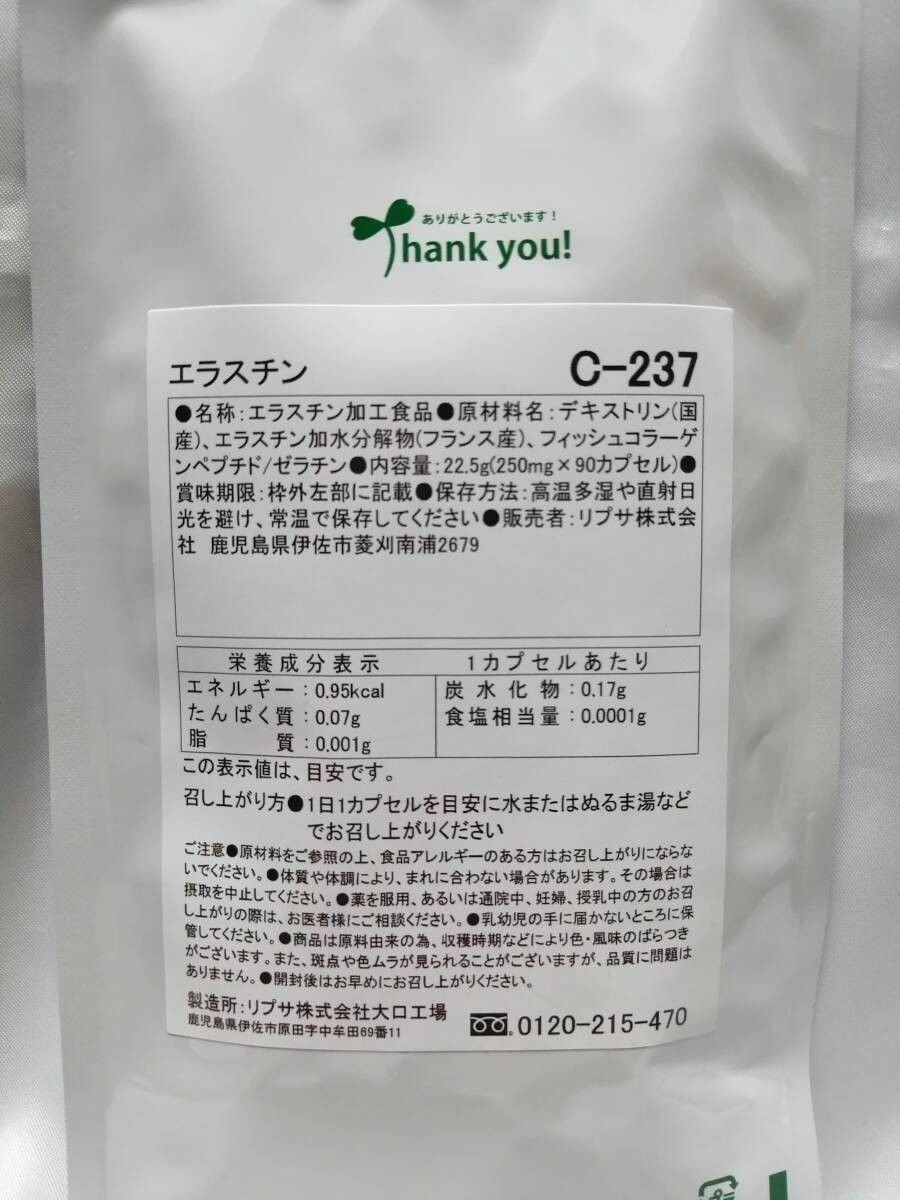 ありがとうございます！
Thank you!
エラスチン C-237
●名称：エラスチン加工食品●原材料名：デキストリン(国
産)、エラスチン加水分解物(フランス産)、フィッシュコラーゲ
ンペプチド/ゼラチン●内容量：22.5g(250mg×90カプセル)●
賞味期限：枠外左部に記載●保存方法：高温多湿や直射日
光を避け、常温で保存してください●販売者：リプサ株式会
社 鹿児島県伊佐市菱刈南浦2679
栄養成分表示 1カプセルあたり
エネルギー：0.95kcal 炭水化物：0.17g
たんぱく質：0.07g 食塩相当量：0.0001g
脂質：0.001g
この表示値は、目安です。
召し上がり方●1日1カプセルを目安に水またはぬるま湯など
でお召し上がりください
ご注意●原材料をご参照の上、食品アレルギーのある方はお召し上がりにならな
いでください。●体質や体調により、まれに合わない場合があります。その場合は
摂取を中止してください。●薬を服用、あるいは通院中、妊婦、授乳中の方のお召
し上がりの際は、お医者様にご相談ください。●乳幼児の手に届かないところに保
管してください。●商品は原料由来の為、収穫時期などにより色・風味のばらつき
がございます。また、斑点や色ムラが見られることがございますが、品質に問題は
ありません。●開封後はお早めにお召し上がりください。
製造所：リプサ株式会社大口工場
鹿児島県伊佐市原田字中牟田69番11
0120-215-470
プラ